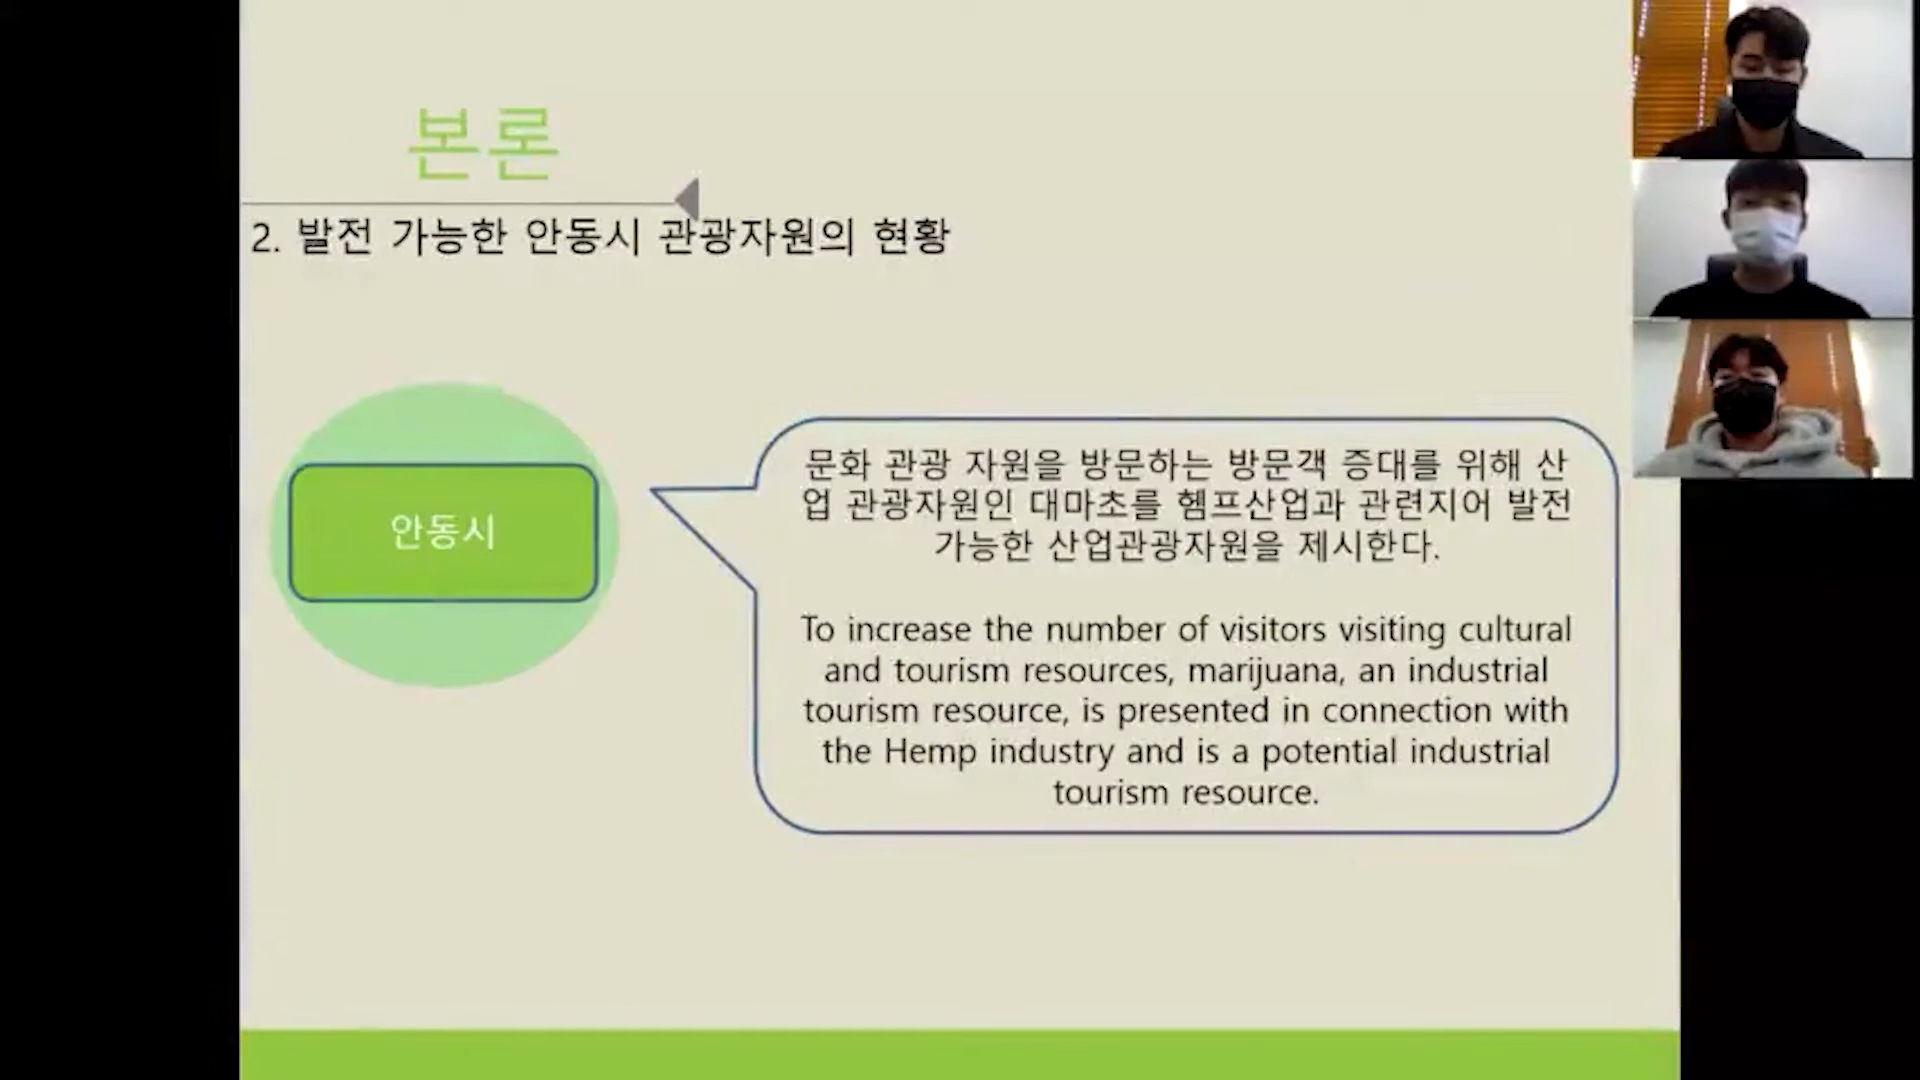 본론
2. 발전 가능한 안동시 관광자원의 현황
안동시
문화 관광 자원을 방문하는 방문객 증대를 위해 산
업 관광자원인 대마초를 헴프산업과 관련지어 발전
가능한 산업관광자원을 제시한다.
To increase the number of visitors visiting cultural
and tourism resources, marijuana, an industrial
tourism resource, is presented in connection with
the Hemp industry and is a potential industrial
tourism resource.